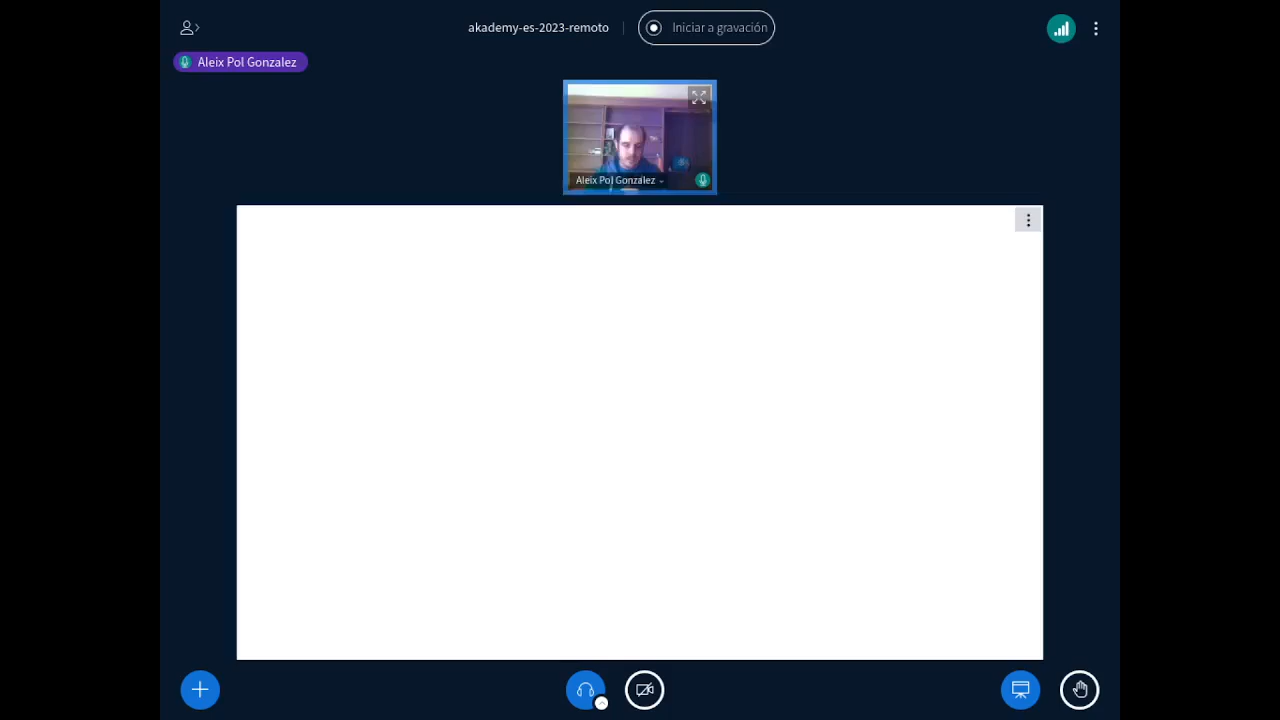 akademy-es-2023-remoto
Iniciar a gravación
Aleix Pol Gonzalez
Aleix Pol Gonzalez